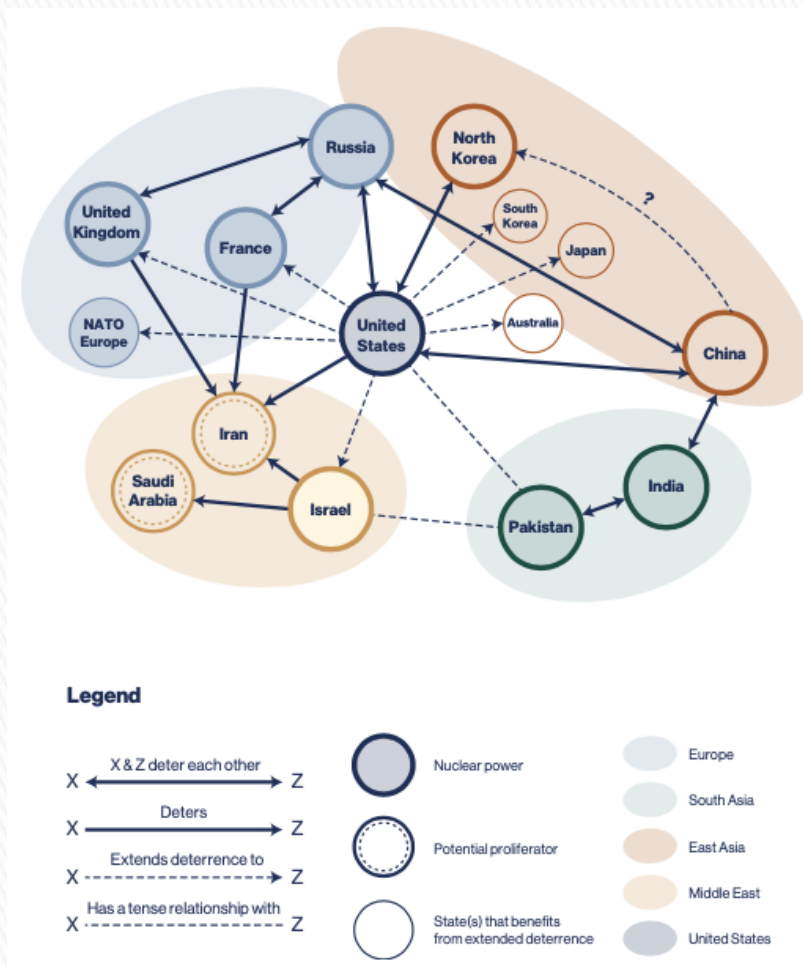 Russia
North
Korea
?
United
Kingdom
South
Korea
France
Japan
NATO
Europe
United
States
Australia
China
Iran
Saudi
Arabia
Israel
India
Pakistan
Legend
X X & Z deter each other Z
X Deters Z
X Extends deterrence to Z
X Has a tense relationship with Z
Nuclear power
Potential proliferator
State(s) that benefits
from extended deterrence
Europe
South Asia
East Asia
Middle East
United States